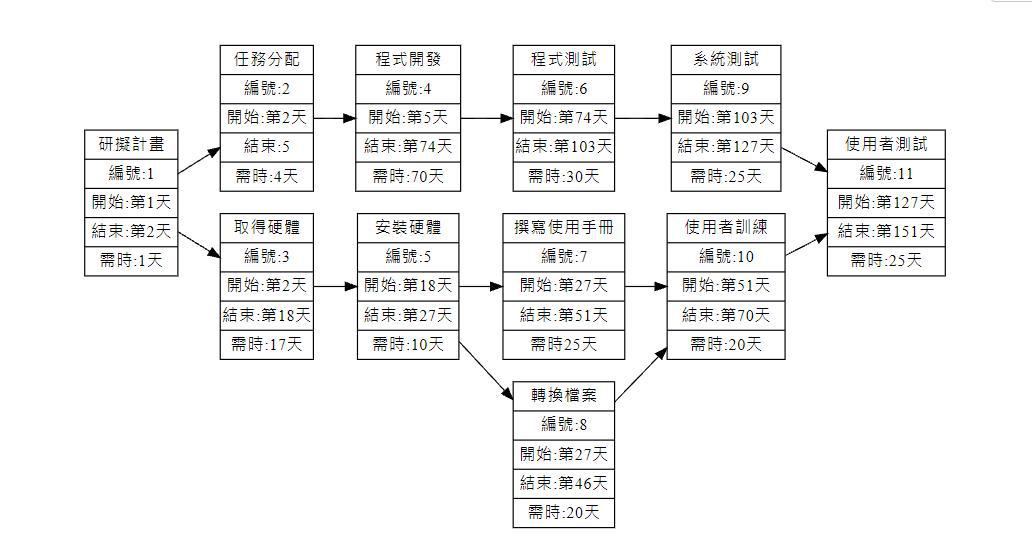 研擬計畫
編號:1
開始:第1天
結束:第2天
需時:1天
任務分配
編號:2
開始:第2天
結束:5
需時:4天
取得硬體
編號:3
開始:第2天
結束:第18天
需時:17天
程式開發
編號:4
開始:第5天
結束:第74天
需時:70天
安裝硬體
編號:5
開始:第18天
結束:第27天
需時:10天
程式測試
編號:6
開始:第74天
結束:第103天
需時:30天
撰寫使用手冊
編號:7
開始:第27天
結束:第51天
需時25天
轉換檔案
編號:8
開始:第27天
結束:第46天
需時:20天
系統測試
編號:9
開始:第103天
結束:第127天
需時:25天
使用者訓練
編號:10
開始:第51天
結束:第70天
需時:20天
使用者測試
編號:11
開始:第127天
結束:第151天
需時:25天